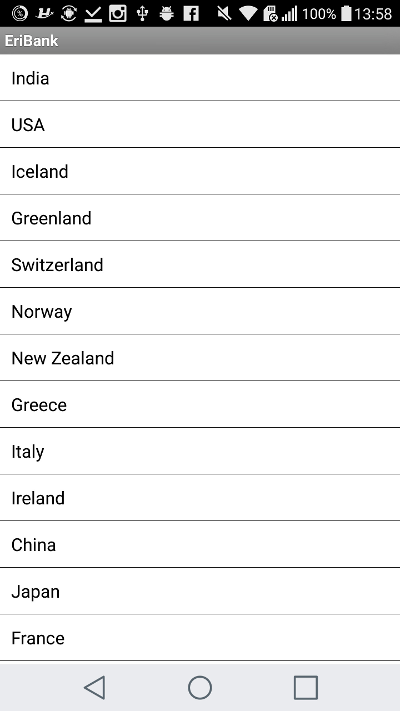 100% 13:58
EriBank
India
USA
Iceland
Greenland
Switzerland
Norway
New Zealand
Greece
Italy
Ireland
China
Japan
France